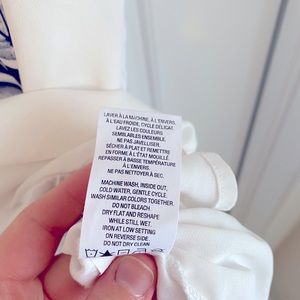 LAVER À LA MACHINE, À L'ENVERS,
À L'EAU FROIDE, CYCLE DÉLICAT
LAVEZ LES COULEURS
SEMBLABLES ENSEMBLE.
NE PAS JAVELLISER.
SÉCHER À PLAT ET REMETTRE
EN FORME À L'ÉTAT MOUILLÉ.
REPASSER À BASSE TEMPÉRATURE
À L'ENVERS.
NE PAS NETTOYER À SEC.
MACHINE WASH, INSIDE OUT,
COLD WATER, GENTLE CYCLE.
WASH SIMILAR COLORS TOGETHER.
DO NOT BLEACH
DRY FLAT AND RESHAPE
WHILE STILL WET
IRON AT LOW SETTING
ON REVERSE SIDE.
DO NOT DRY CLEAN